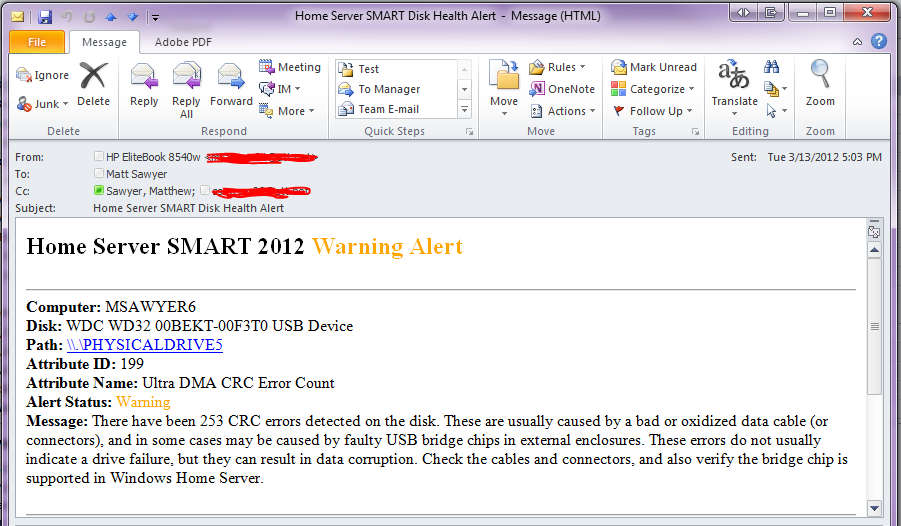 Home Server SMART Disk Health Alert - Message (HTML)
File Message Adobe PDF
Ignore
Junk
Delete
Reply
Reply All
Forward
Meeting
IM
More
Test
To Manager
Team E-mail
Move
Rules
OneNote
Actions
Mark Unread
Categorize
Follow Up
Translate
Zoom
Delete Respond Quick Steps Move Tags Editing Zoom
From: HP EliteBook 8540w Sent: Tue 3/13/2012 5:03 PM
To: Matt Sawyer
Cc: Sawyer, Matthew;
Subject: Home Server SMART Disk Health Alert
Home Server SMART 2012 Warning Alert
Computer: MSAWYER6
Disk: WDC WD32 00BEKT-00F3T0 USB Device
Path: \\.\PHYSICALDRIVE5
Attribute ID: 199
Attribute Name: Ultra DMA CRC Error Count
Alert Status: Warning
Message: There have been 253 CRC errors detected on the disk. These are usually caused by a bad or oxidized data cable (or
connectors), and in some cases may be caused by faulty USB bridge chips in external enclosures. These errors do not usually
indicate a drive failure, but they can result in data corruption. Check the cables and connectors, and also verify the bridge chip is
supported in Windows Home Server.